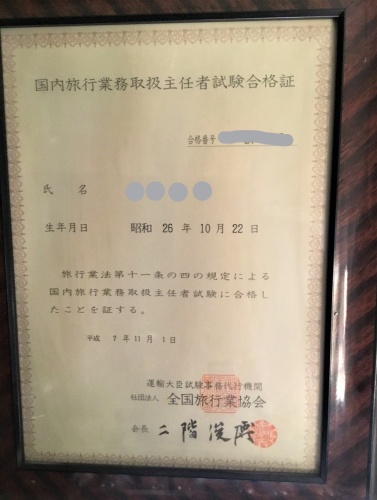 国内旅行業務取扱主任者試験合格証
合格番号
氏 名
生年月日 昭和 26 年 10 月 22 日
旅行業法第十一条の四の規定による
国内旅行業務取扱主任者試験に合格し
たことを証する。
平成 7 年 11 月 1 日
運輸大臣試験事務代行機関
社団法人 全国旅行業協会
会長 二階俊博